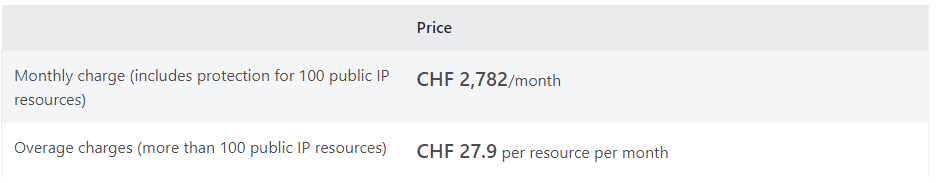 Price
Monthly charge (includes protection for 100 public IP
resources)
CHF 2,782/month
Overage charges (more than 100 public IP resources)
CHF 27.9 per resource per month